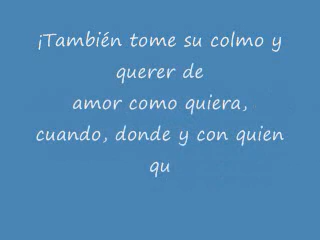 ¡También tome su colmo y
querer de
amor como quiera,
cuando, donde y con quien
qu